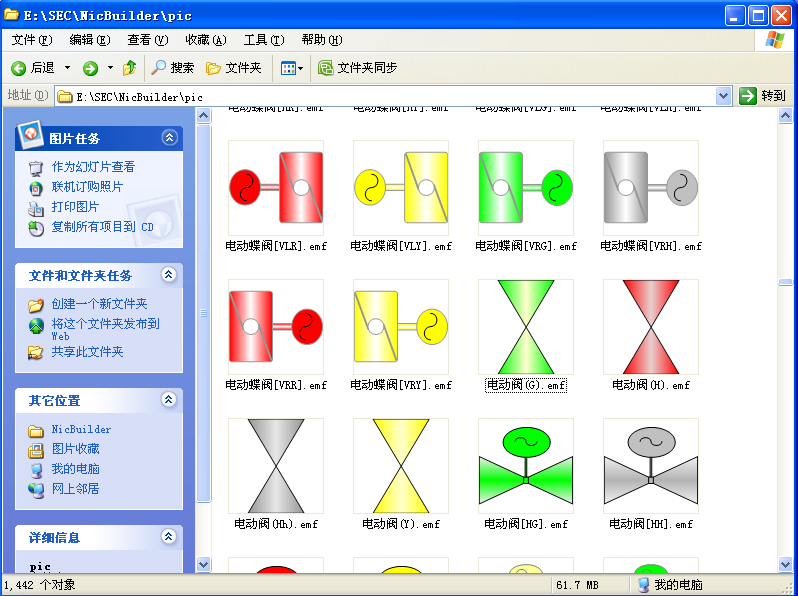 E:\SEC\NicBuilder\pic
文件(F) 编辑(E) 查看(V) 收藏(A) 工具(T) 帮助(H)
后退 搜索 文件夹 文件夹同步
地址(D) E:\SEC\NicBuilder\pic 转到
图片任务
作为幻灯片查看
联机订购照片
打印图片
复制所有项目到 CD
文件和文件夹任务
创建一个新文件夹
将这个文件夹发布到
Web
共享此文件夹
其它位置
NicBuilder
图片收藏
我的电脑
网上邻居
详细信息
pic
电动蝶阀[VLR].emf 电动蝶阀[VLY].emf 电动蝶阀[VRG].emf 电动蝶阀[VRH].emf
电动蝶阀[VRR].emf 电动蝶阀[VRY].emf 电动阀(G).emf 电动阀(H).emf
电动阀(Hh).emf 电动阀(Y).emf 电动阀[HG].emf 电动阀[HH].emf
1,442 个对象 61.7 MB 我的电脑